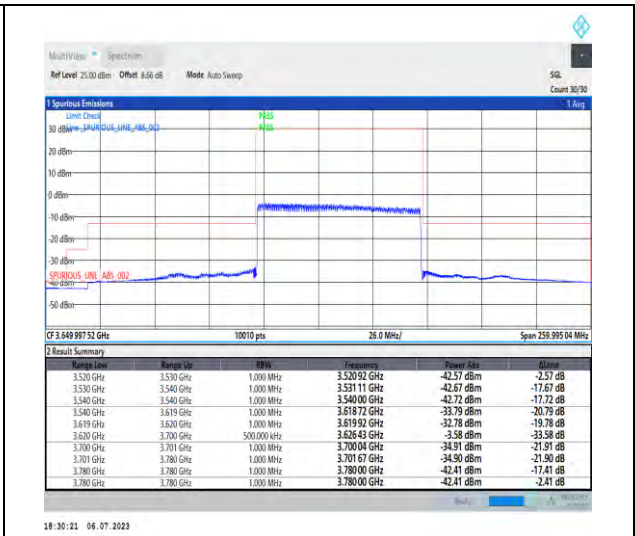 MultiView Spectrum
Ref Level 25.00 dBm Offset 8.66 dB Mode Auto Sweep SGL
Count 30/30
1 Spurious Emissions 1 Avg
Limit Check PASS
Line _SPURIOUS_LINE_ABS_002 PASS
30 dBm
20 dBm
10 dBm
0 dBm
-10 dBm
-20 dBm
-30 dBm
SPURIOUS_LINE_ABS_002
-40 dBm
-50 dBm
CF 3.649 997 52 GHz 10010 pts 26.0 MHz/ Span 259.995 04 MHz
2 Result Summary
Range Low Range Up RBW Frequency Power Abs ΔLimit
3.520 GHz 3.530 GHz 1.000 MHz 3.520 92 GHz -42.57 dBm -2.57 dB
3.530 GHz 3.540 GHz 1.000 MHz 3.531 11 GHz -42.67 dBm -17.67 dB
3.540 GHz 3.540 GHz 1.000 MHz 3.540 00 GHz -42.72 dBm -17.72 dB
3.540 GHz 3.619 GHz 1.000 MHz 3.618 72 GHz -33.79 dBm -20.79 dB
3.619 GHz 3.620 GHz 1.000 MHz 3.619 92 GHz -32.78 dBm -19.78 dB
3.620 GHz 3.700 GHz 500.000 kHz 3.626 43 GHz -3.58 dBm -33.58 dB
3.700 GHz 3.701 GHz 1.000 MHz 3.700 04 GHz -34.91 dBm -21.91 dB
3.701 GHz 3.780 GHz 1.000 MHz 3.701 67 GHz -34.90 dBm -21.90 dB
3.780 GHz 3.780 GHz 1.000 MHz 3.780 00 GHz -42.41 dBm -17.41 dB
3.780 GHz 3.780 GHz 1.000 MHz 3.780 00 GHz -42.41 dBm -2.41 dB
18:30:21 06.07.2023